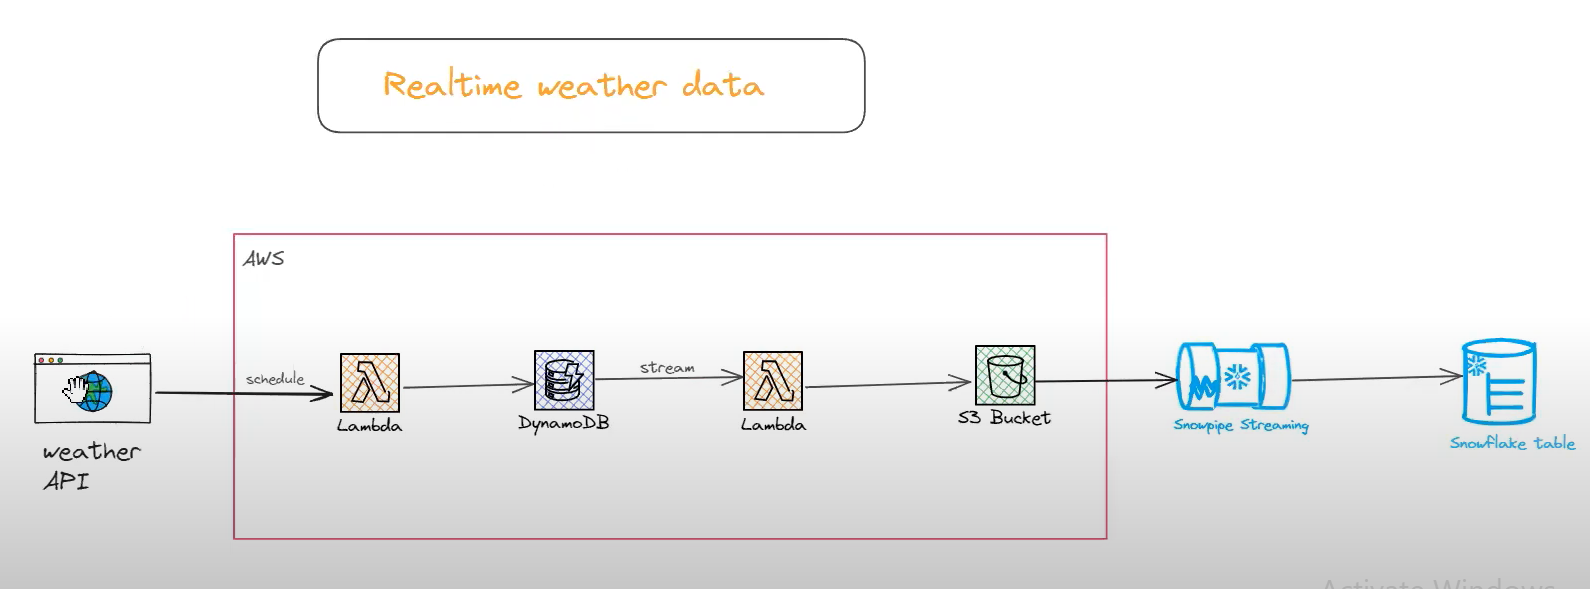 Realtime weather data
AWS
schedule
stream
Lambda
DynamoDB
Lambda
S3 Bucket
Snowpipe Streaming
Snowflake table
weather
API
Activate Windows